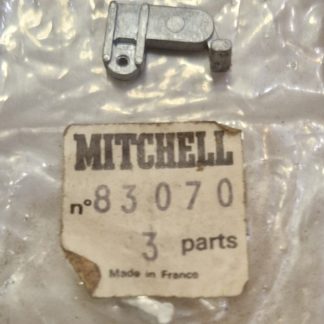 MITCHELL
n° 83070
3 parts
Made in France